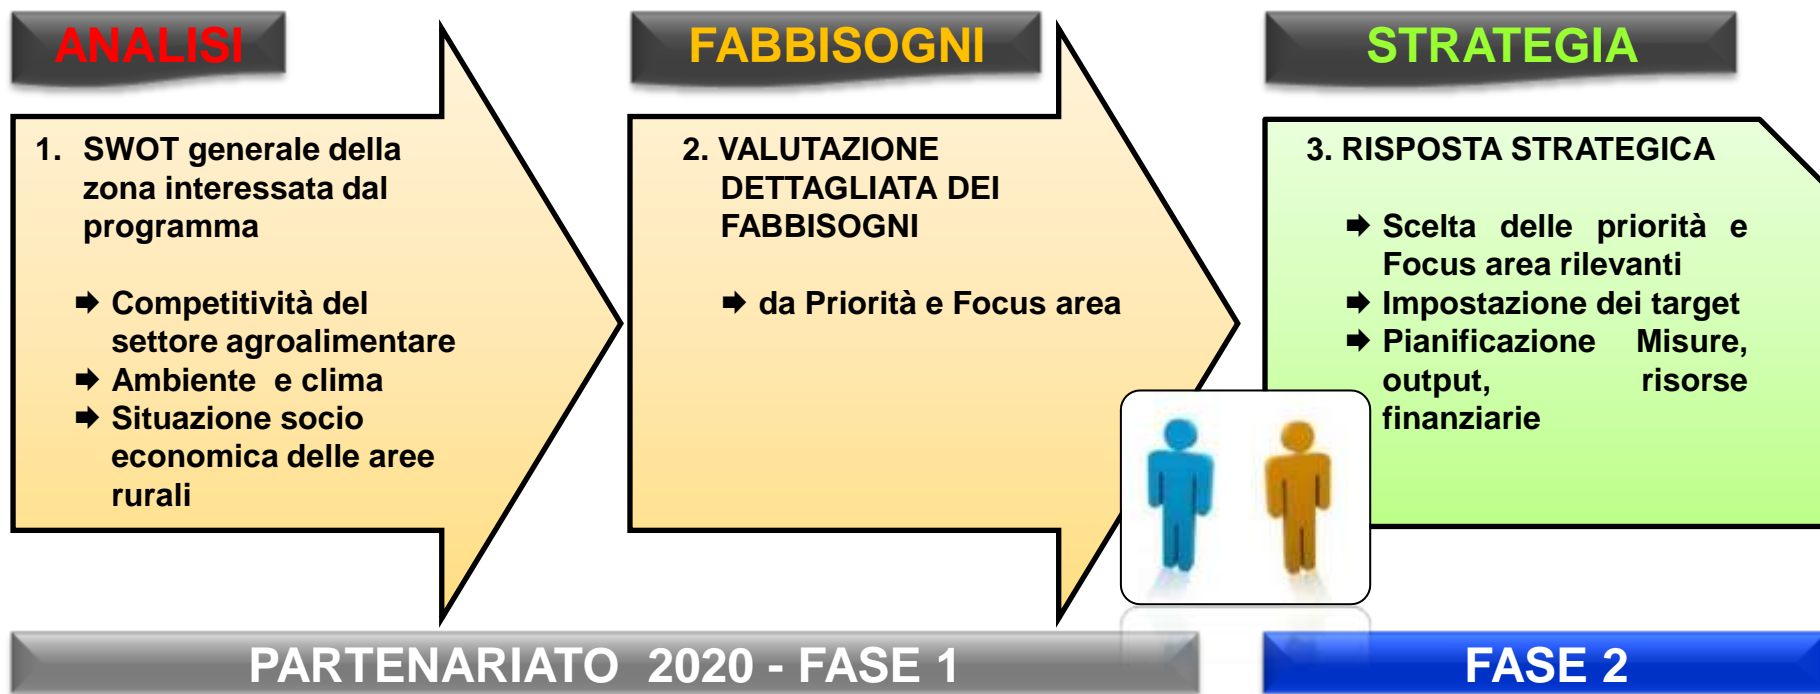 ANALISI
1. SWOT generale della
zona interessata dal
programma
➡ Competitività del
settore agroalimentare
➡ Ambiente e clima
➡ Situazione socio
economica delle aree
rurali
FABBISOGNI
2. VALUTAZIONE
DETTAGLIATA DEI
FABBISOGNI
➡ da Priorità e Focus area
STRATEGIA
3. RISPOSTA STRATEGICA
➡ Scelta delle priorità e
Focus area rilevanti
➡ Impostazione dei target
➡ Pianificazione Misure,
output, risorse
finanziarie
PARTENARIATO 2020 - FASE 1
FASE 2